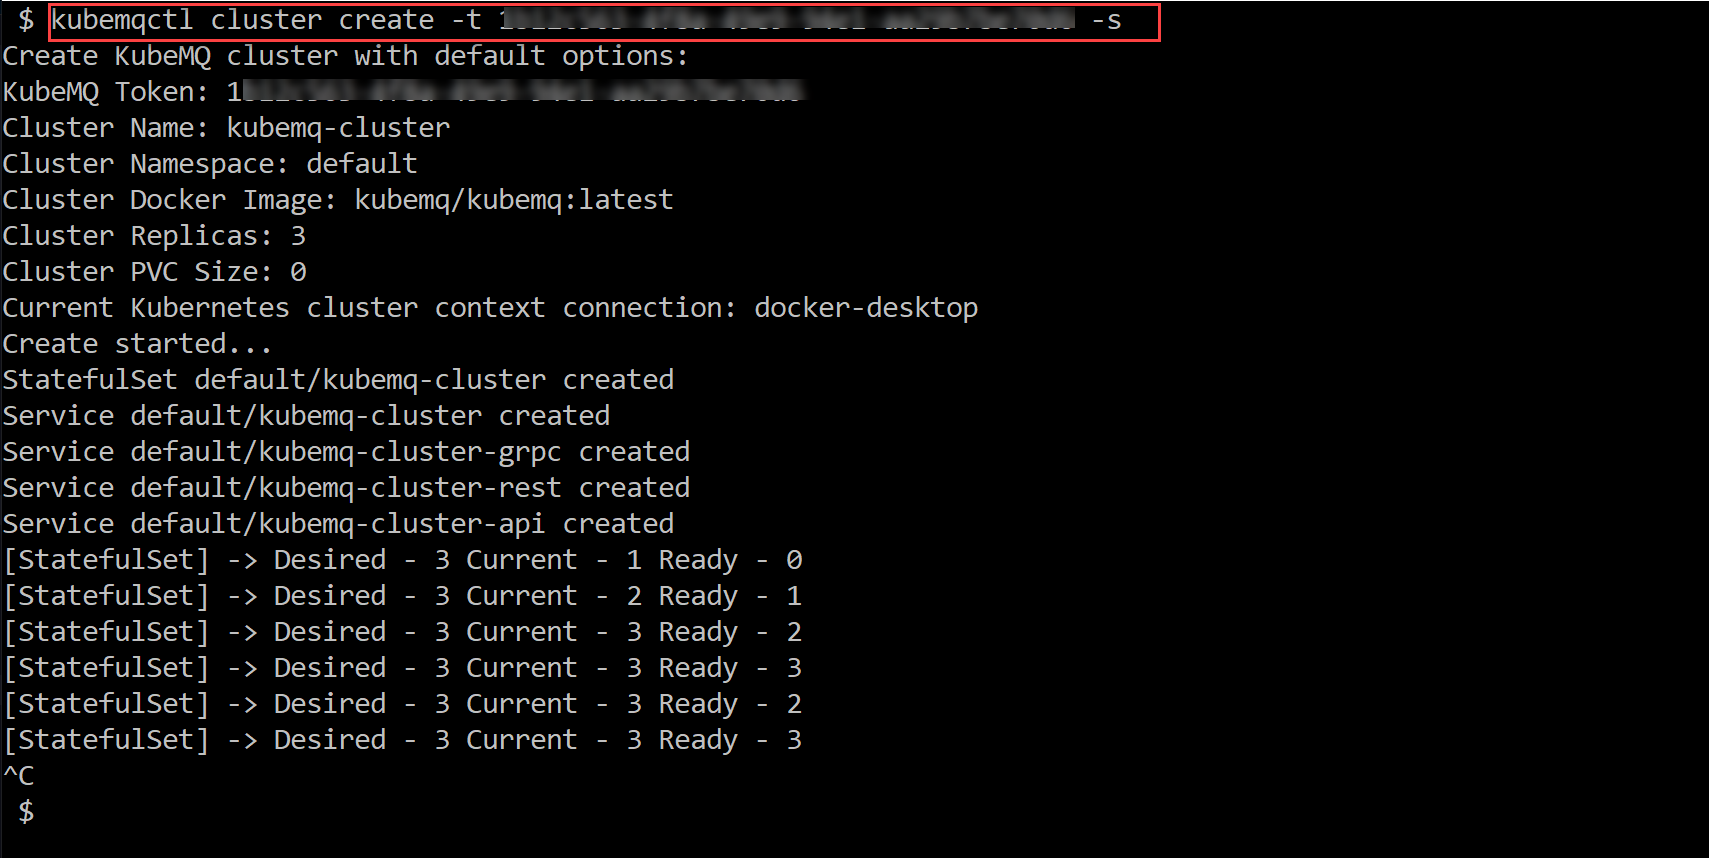 $ kubemqctl cluster create -t -s
Create KubeMQ cluster with default options:
KubeMQ Token: 1
Cluster Name: kubemq-cluster
Cluster Namespace: default
Cluster Docker Image: kubemq/kubemq:latest
Cluster Replicas: 3
Cluster PVC Size: 0
Current Kubernetes cluster context connection: docker-desktop
Create started...
StatefulSet default/kubemq-cluster created
Service default/kubemq-cluster created
Service default/kubemq-cluster-grpc created
Service default/kubemq-cluster-rest created
Service default/kubemq-cluster-api created
[StatefulSet] -> Desired - 3 Current - 1 Ready - 0
[StatefulSet] -> Desired - 3 Current - 2 Ready - 1
[StatefulSet] -> Desired - 3 Current - 3 Ready - 2
[StatefulSet] -> Desired - 3 Current - 3 Ready - 3
[StatefulSet] -> Desired - 3 Current - 3 Ready - 2
[StatefulSet] -> Desired - 3 Current - 3 Ready - 3
^C
$